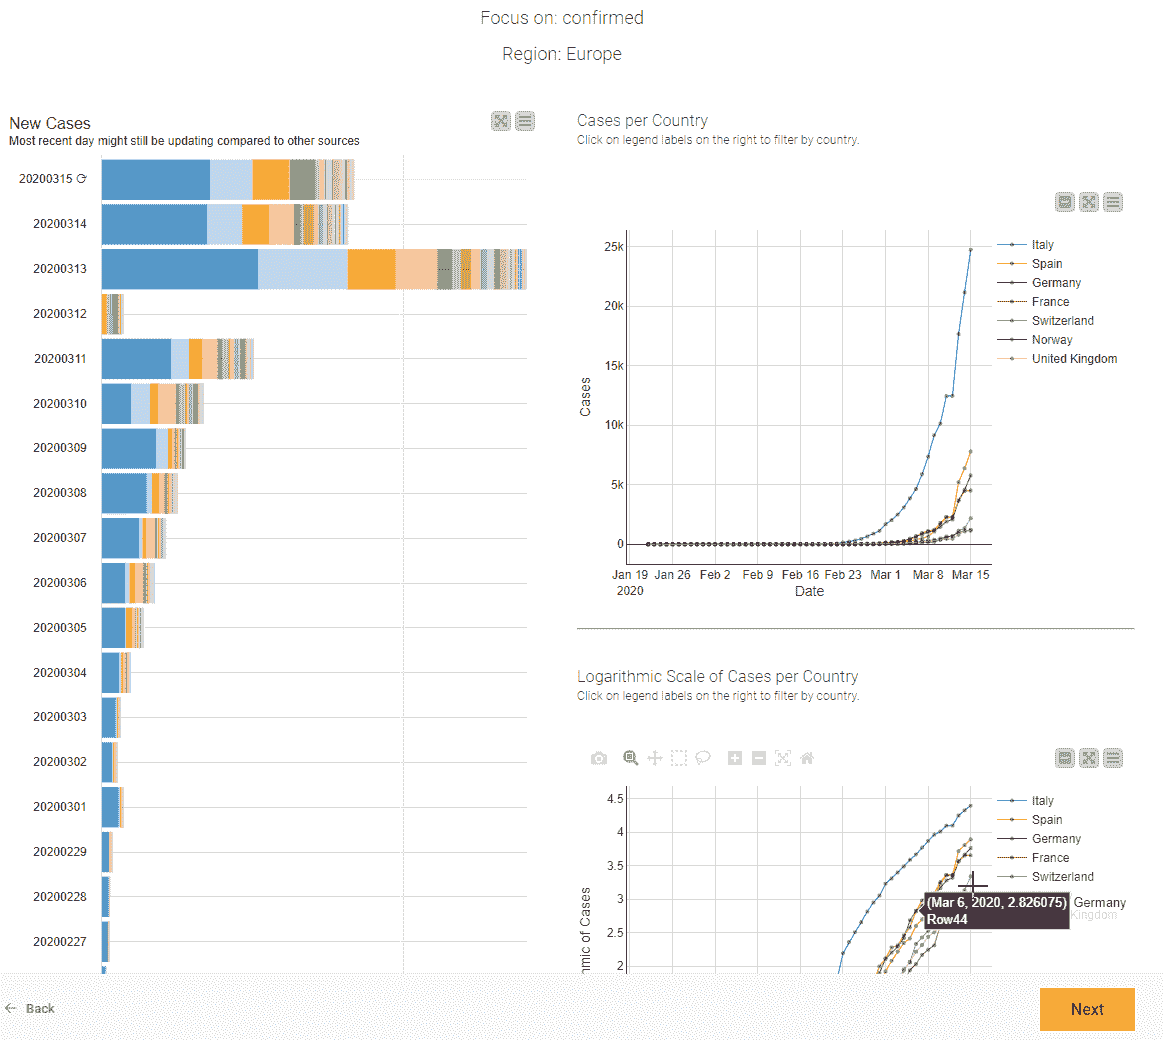 Focus on: confirmed
Region: Europe
New Cases
Most recent day might still be updating compared to other sources
20200315
20200314
20200313
20200312
20200311
20200310
20200309
20200308
20200307
20200306
20200305
20200304
20200303
20200302
20200301
20200229
20200228
20200227
Cases per Country
Click on legend labels on the right to filter by country.
25k
20k
15k
10k
5k
0
Cases
Jan 19 Jan 26 Feb 2 Feb 9 Feb 16 Feb 23 Mar 1 Mar 8 Mar 15
2020
Date
Italy
Spain
Germany
France
Switzerland
Norway
United Kingdom
Logarithmic Scale of Cases per Country
Click on legend labels on the right to filter by country.
4.5
4
3.5
3
2.5
2
hmic of Cases
Italy
Spain
Germany
France
Switzerland
(Mar 6, 2020, 2.826075) Germany
Row44
Kingdom
← Back
Next